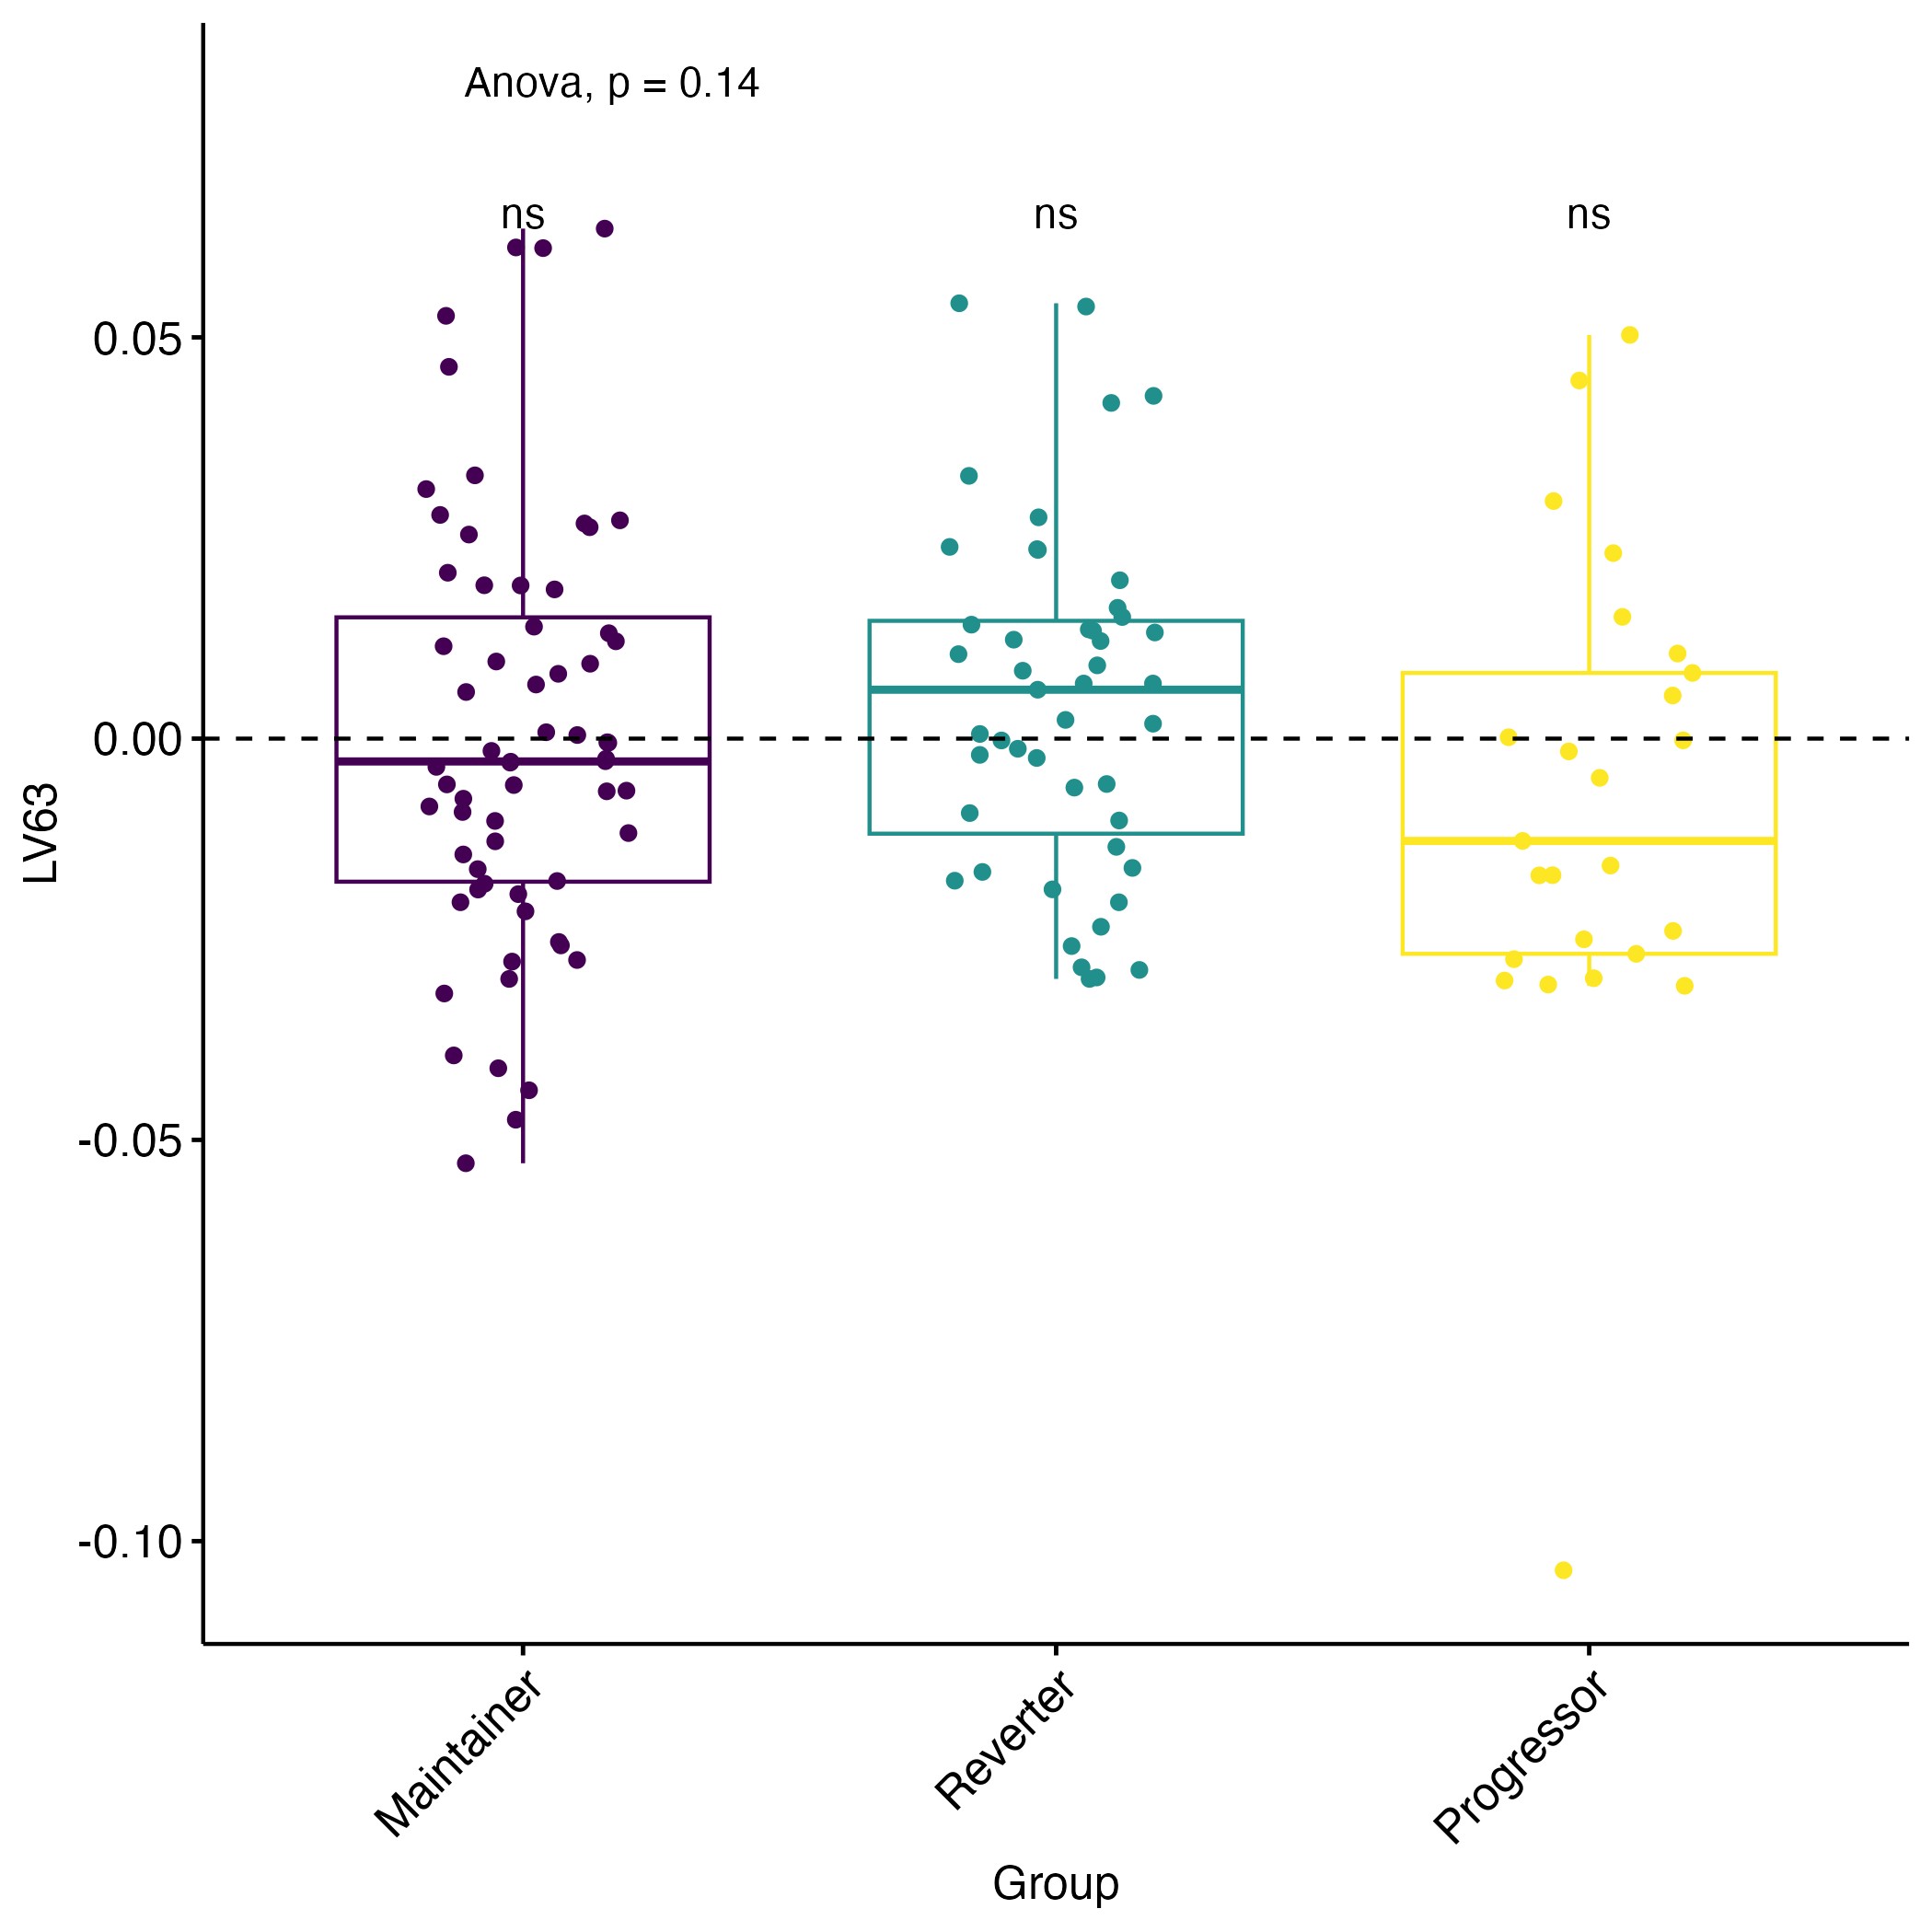 Anova, p = 0.14
ns ns ns
0.05
0.00
-0.05
-0.10
LV63
Maintainer Reverter Progressor
Group